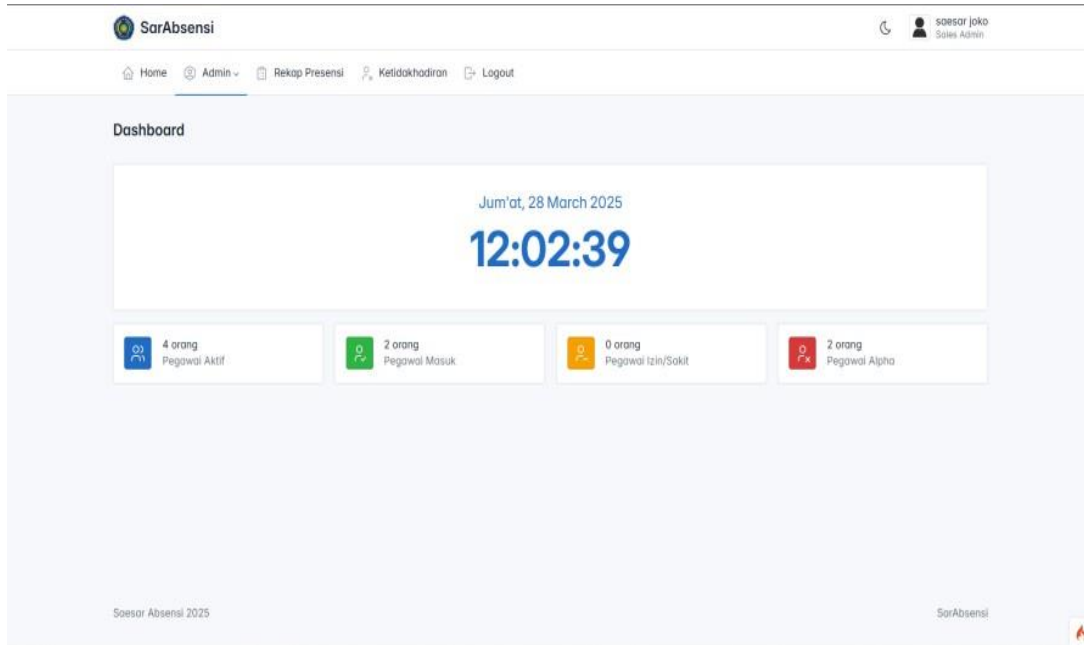 SarAbsensi
saesar joko
Sales Admin
Home Admin Rekap Presensi Ketidakhadiran Logout
Dashboard
Jum'at, 28 March 2025
12:02:39
4 orang
Pegawai Aktif
2 orang
Pegawai Masuk
0 orang
Pegawai Izin/Sakit
2 orang
Pegawai Alpha
Saesar Absensi 2025
SarAbsensi